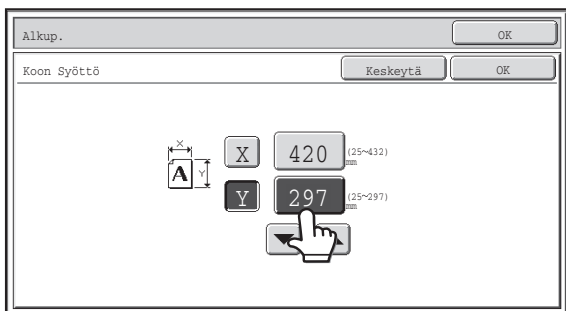 Alkup. OK
Koon Syöttö Keskeytä OK
X
X 420 (25~432)
mm
A Y
Y 297 (25~297)
mm